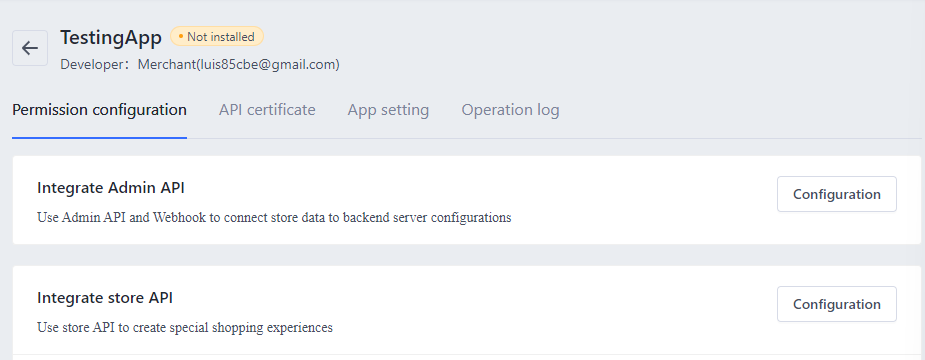 TestingApp
Not installed
Developer：Merchant(luis85cbe@gmail.com)
Permission configuration
API certificate
App setting
Operation log
Integrate Admin API
Configuration
Use Admin API and Webhook to connect store data to backend server configurations
Integrate store API
Configuration
Use store API to create special shopping experiences